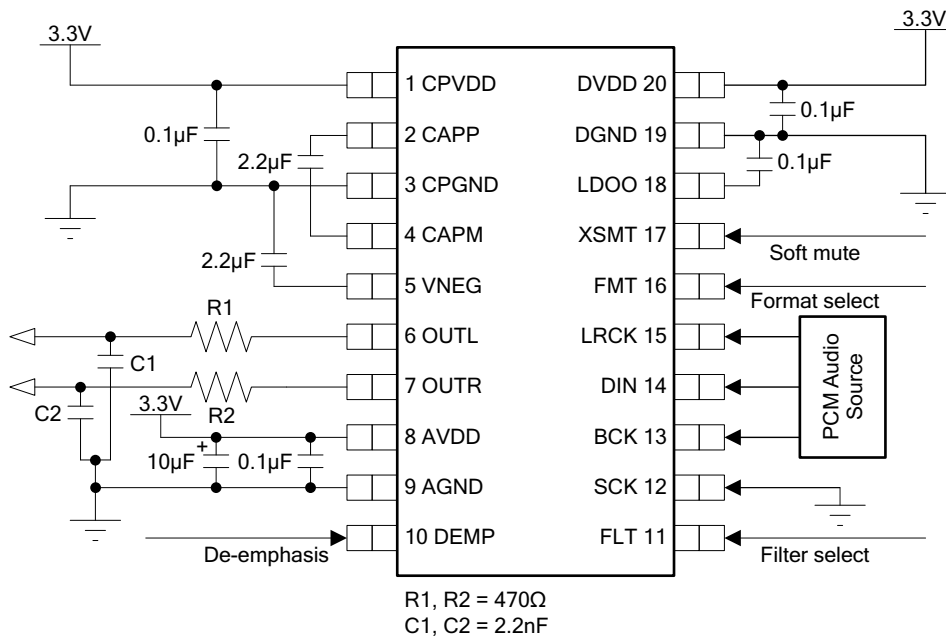 3.3V
3.3V
1 CPVDD
DVDD 20
0.1µF
0.1µF
2 CAPP
DGND 19
2.2µF
0.1µF
3 CPGND
LDOO 18
4 CAPM
XSMT 17
Soft mute
2.2µF
5 VNEG
FMT 16
Format select
R1
6 OUTL
LRCK 15
C1
7 OUTR
DIN 14
PCM Audio
Source
C2
R2
3.3V
8 AVDD
BCK 13
+
10µF
0.1µF
9 AGND
SCK 12
10 DEMP
FLT 11
De-emphasis
Filter select
R1, R2 = 470Ω
C1, C2 = 2.2nF